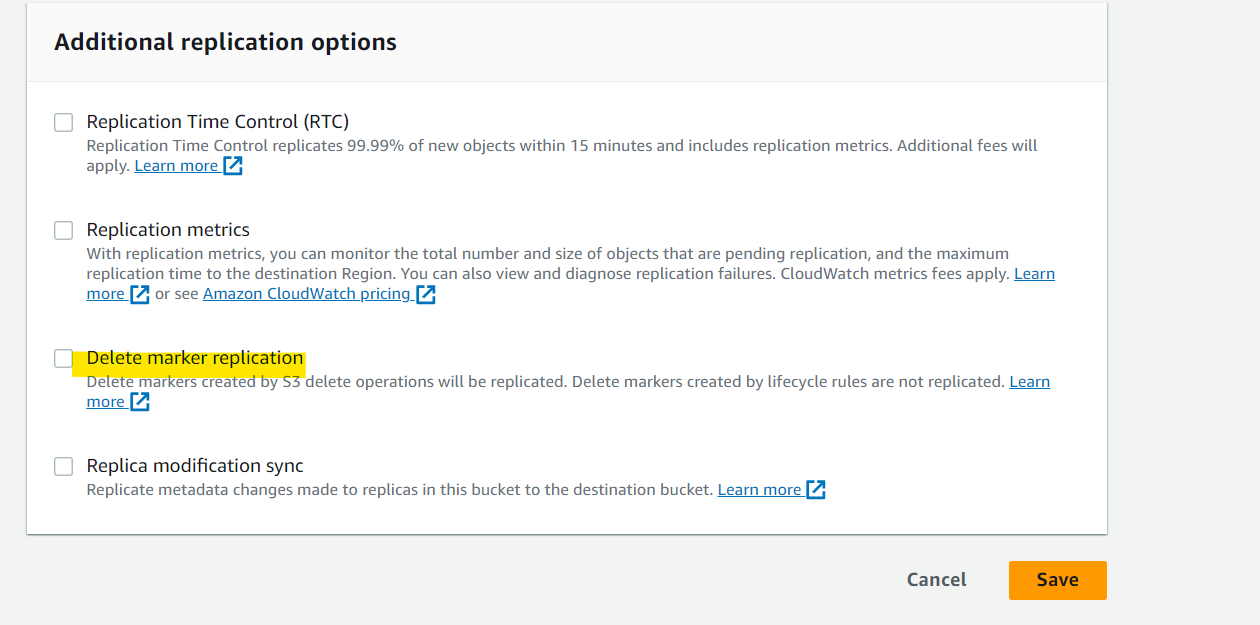 Additional replication options
Replication Time Control (RTC)
Replication Time Control replicates 99.99% of new objects within 15 minutes and includes replication metrics. Additional fees will
apply. Learn more
Replication metrics
With replication metrics, you can monitor the total number and size of objects that are pending replication, and the maximum
replication time to the destination Region. You can also view and diagnose replication failures. CloudWatch metrics fees apply. Learn
more or see Amazon CloudWatch pricing
Delete marker replication
Delete markers created by S3 delete operations will be replicated. Delete markers created by lifecycle rules are not replicated. Learn
more
Replica modification sync
Replicate metadata changes made to replicas in this bucket to the destination bucket. Learn more
Cancel Save